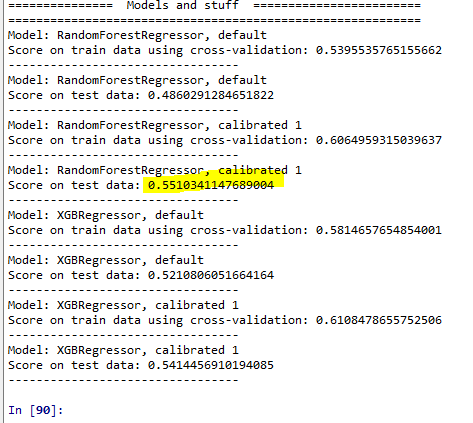 ===============  Models and stuff  ========================
===========================================================
Model: RandomForestRegressor, default
Score on train data using cross-validation: 0.5395535765155662
---------------------------------
Model: RandomForestRegressor, default
Score on test data: 0.4860291284651822
---------------------------------
Model: RandomForestRegressor, calibrated 1
Score on train data using cross-validation: 0.6064959315039637
---------------------------------
Model: RandomForestRegressor, calibrated 1
Score on test data: 0.5510341147689004
---------------------------------
Model: XGBRegressor, default
Score on train data using cross-validation: 0.5814657654854001
---------------------------------
Model: XGBRegressor, default
Score on test data: 0.5210806051664164
---------------------------------
Model: XGBRegressor, calibrated 1
Score on train data using cross-validation: 0.6108478655752506
---------------------------------
Model: XGBRegressor, calibrated 1
Score on test data: 0.5414456910194085
---------------------------------
In [90]: